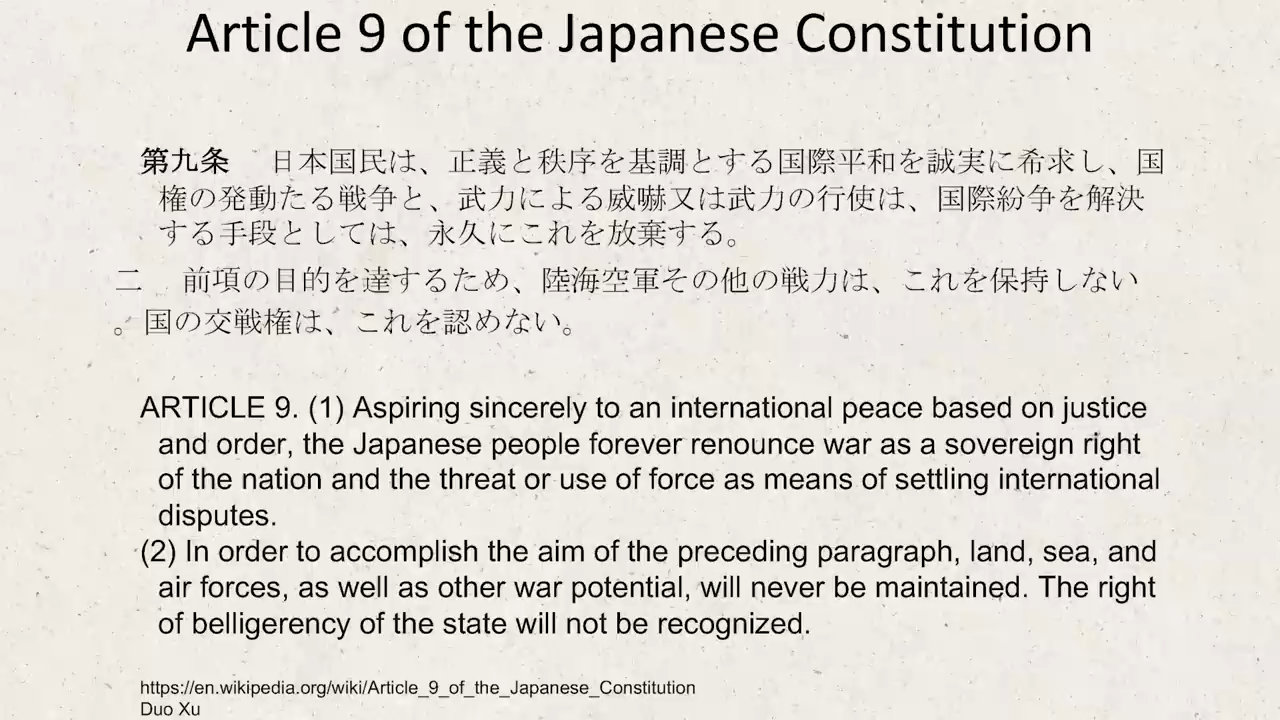 Article 9 of the Japanese Constitution
第九条　日本国民は、正義と秩序を基調とする国際平和を誠実に希求し、国
権の発動たる戦争と、武力による威嚇又は武力の行使は、国際紛争を解決
する手段としては、永久にこれを放棄する。
二　前項の目的を達するため、陸海空軍その他の戦力は、これを保持しない
。国の交戦権は、これを認めない。
ARTICLE 9. (1) Aspiring sincerely to an international peace based on justice
and order, the Japanese people forever renounce war as a sovereign right
of the nation and the threat or use of force as means of settling international
disputes.
(2) In order to accomplish the aim of the preceding paragraph, land, sea, and
air forces, as well as other war potential, will never be maintained. The right
of belligerency of the state will not be recognized.
https://en.wikipedia.org/wiki/Article_9_of_the_Japanese_Constitution
Duo Xu